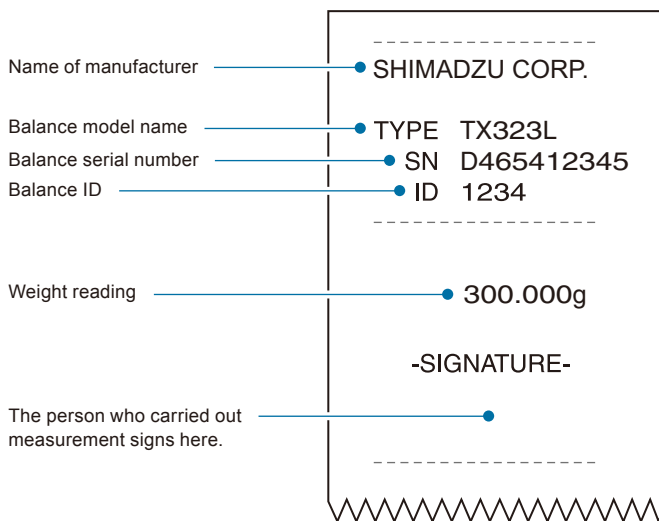 Name of manufacturer SHIMADZU CORP.
Balance model name TYPE TX323L
Balance serial number SN D465412345
Balance ID ID 1234
Weight reading 300.000g
-SIGNATURE-
The person who carried out
measurement signs here.